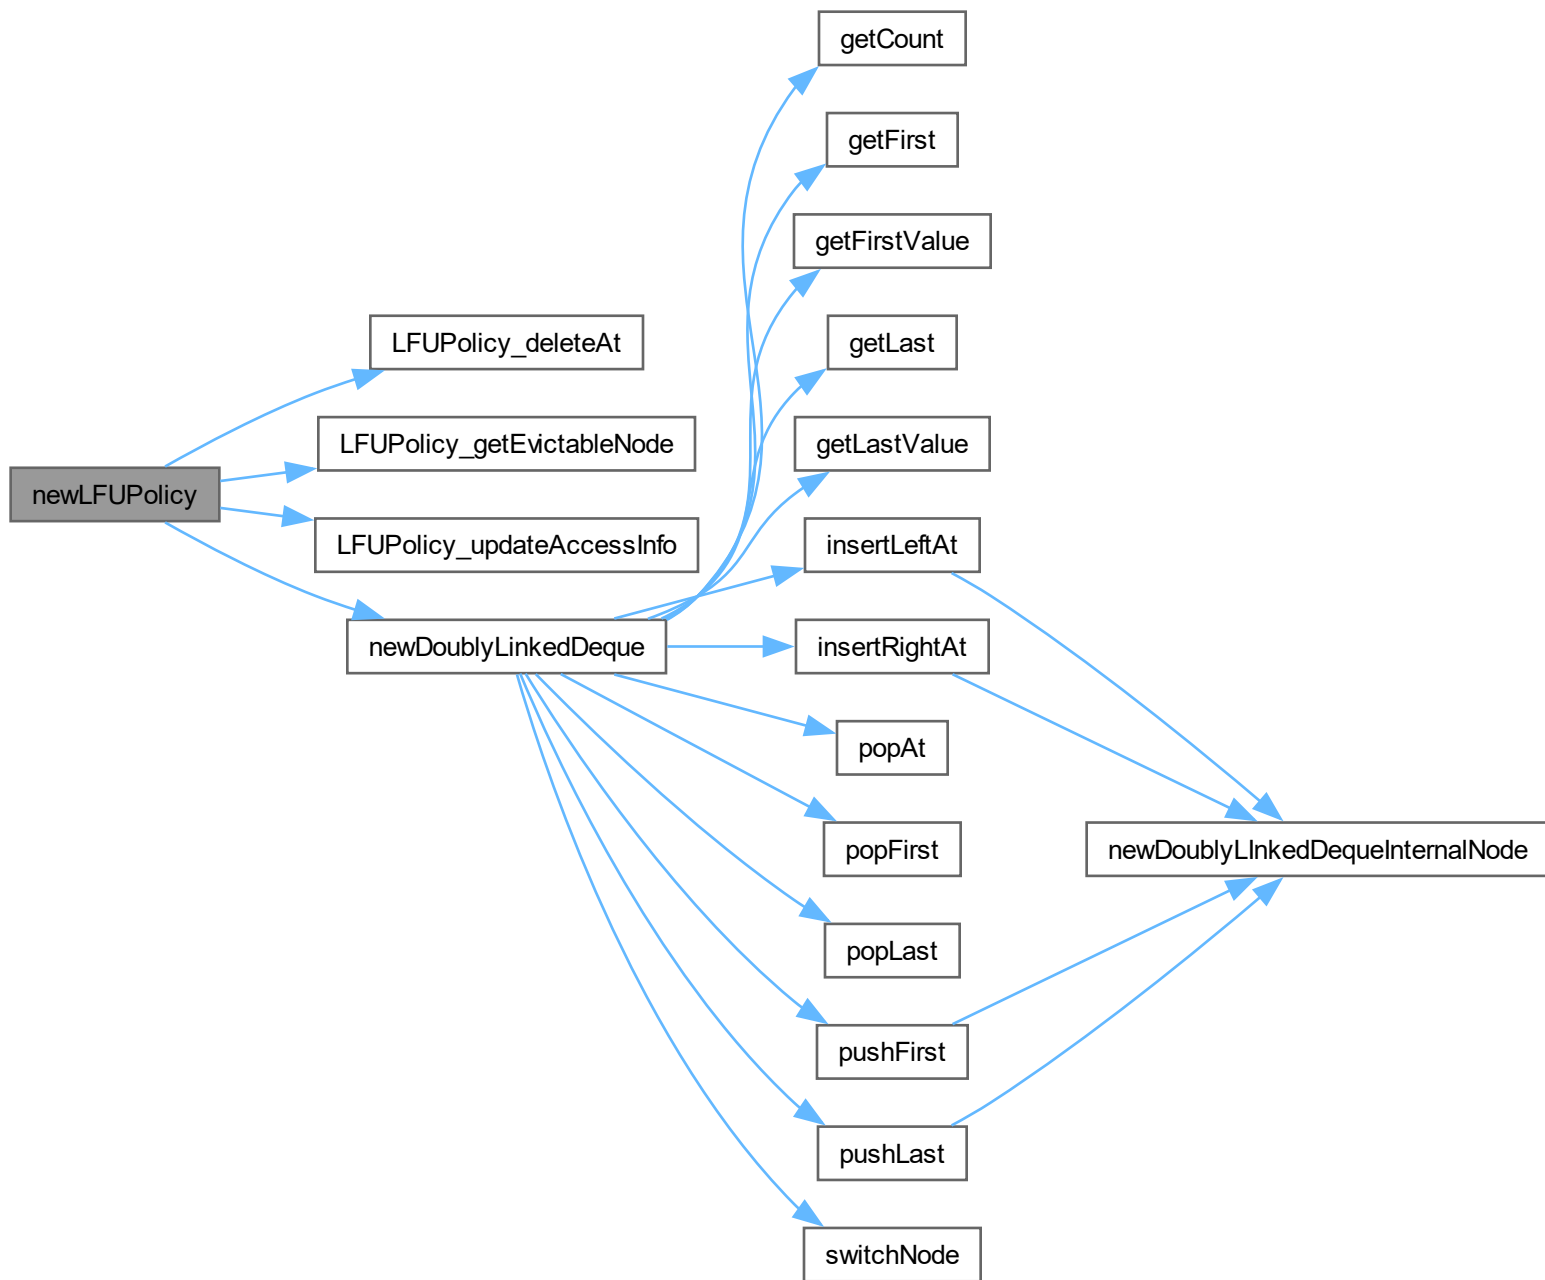 getCount
getFirst
getFirstValue
getLast
LFUPolicy_deleteAt
getLastValue
LFUPolicy_getEvictableNode
newLFUPolicy
LFUPolicy_updateAccessInfo
insertLeftAt
newDoublyLinkedDeque
insertRightAt
popAt
popFirst
newDoublyLInkedDequeInternalNode
popLast
pushFirst
pushLast
switchNode